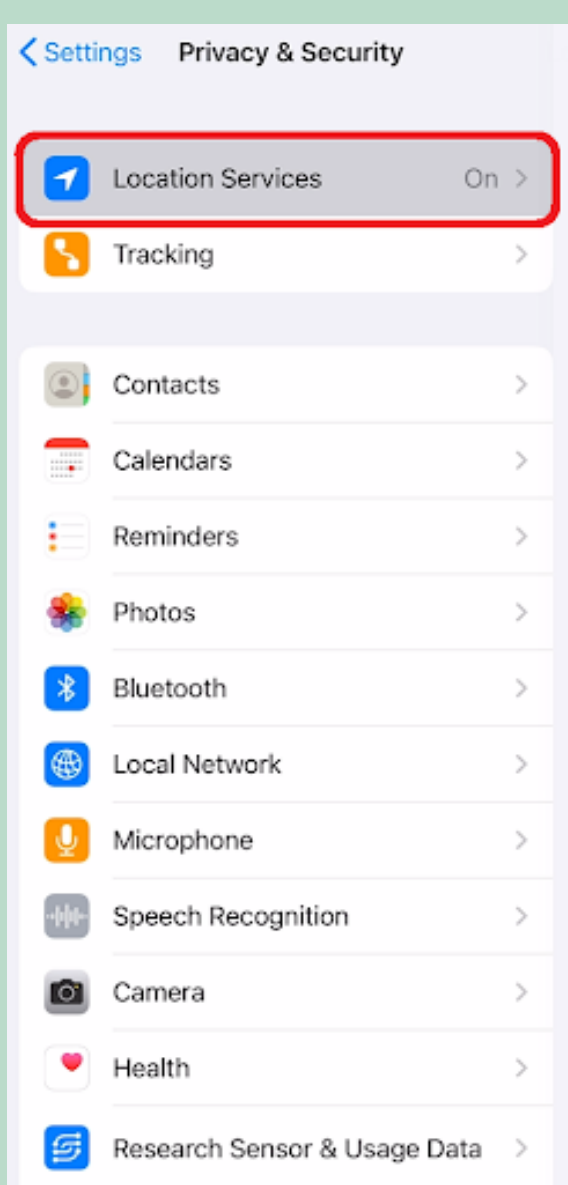 Settings Privacy & Security
Location Services On
Tracking
Contacts
Calendars
Reminders
Photos
Bluetooth
Local Network
Microphone
Speech Recognition
Camera
Health
Research Sensor & Usage Data